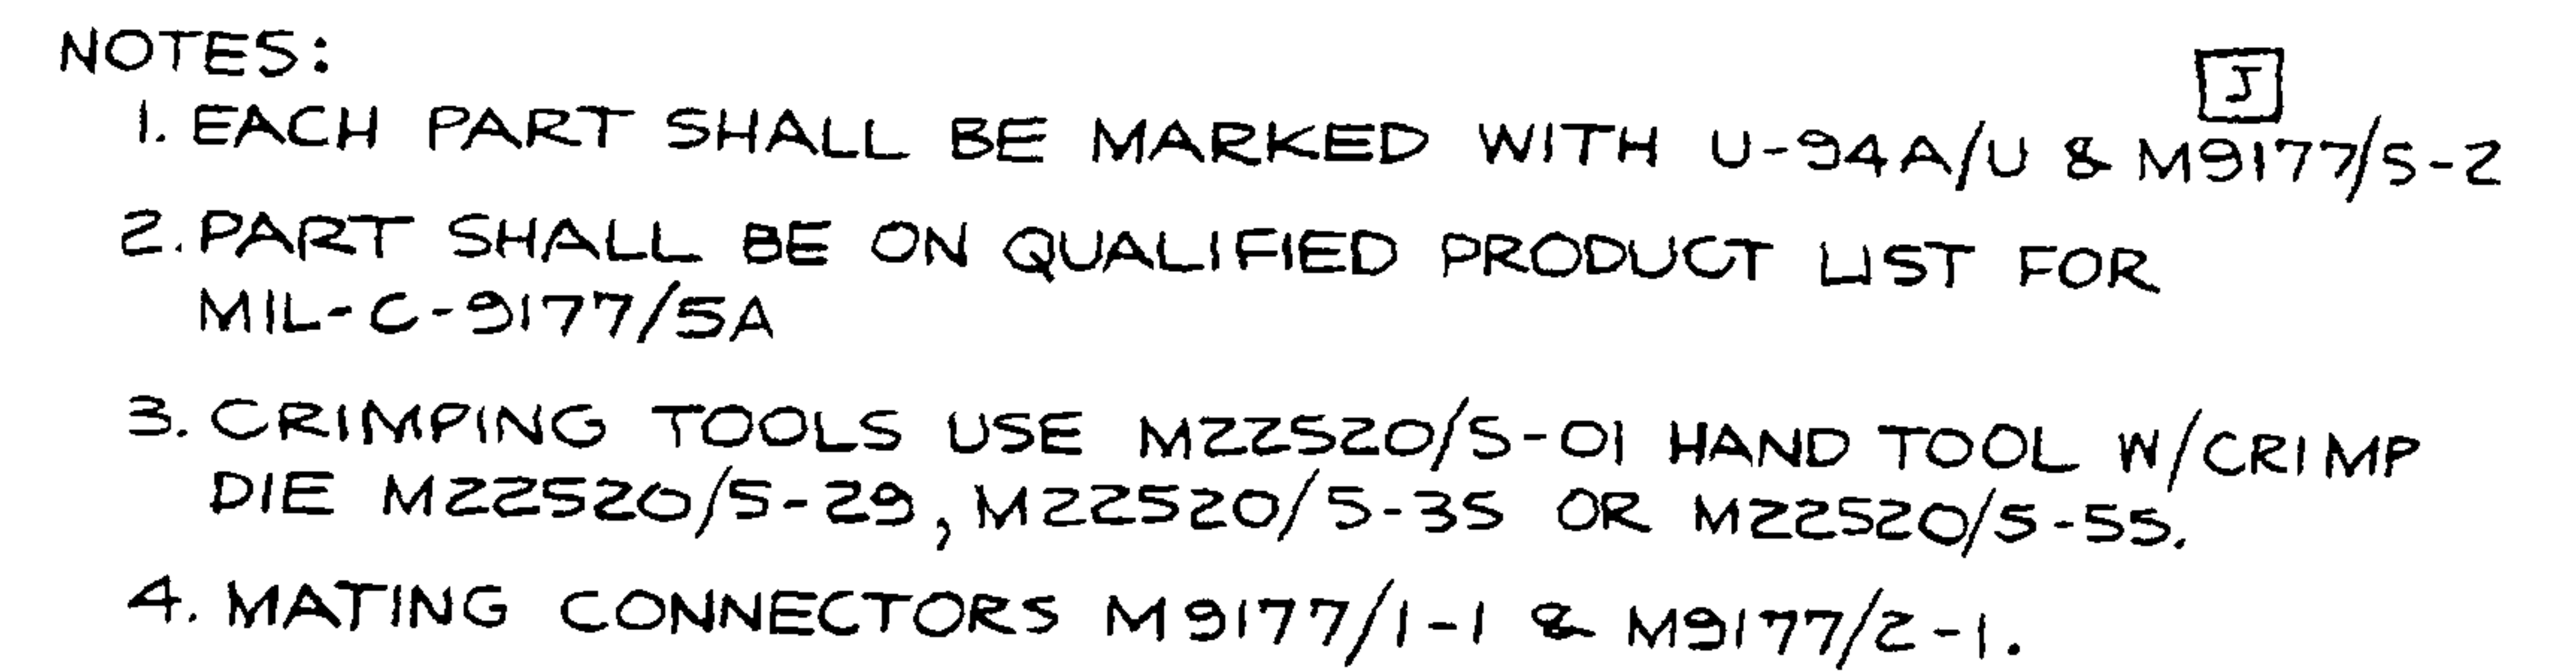 NOTES:
J
1. EACH PART SHALL BE MARKED WITH U-94A/U & M9177/5-2
2. PART SHALL BE ON QUALIFIED PRODUCT LIST FOR
MIL-C-9177/5A
3. CRIMPING TOOLS USE M22520/5-01 HAND TOOL W/CRIMP
DIE M22520/5-29, M22520/5-35 OR M22520/5-55.
4. MATING CONNECTORS M9177/1-1 & M9177/2-1.